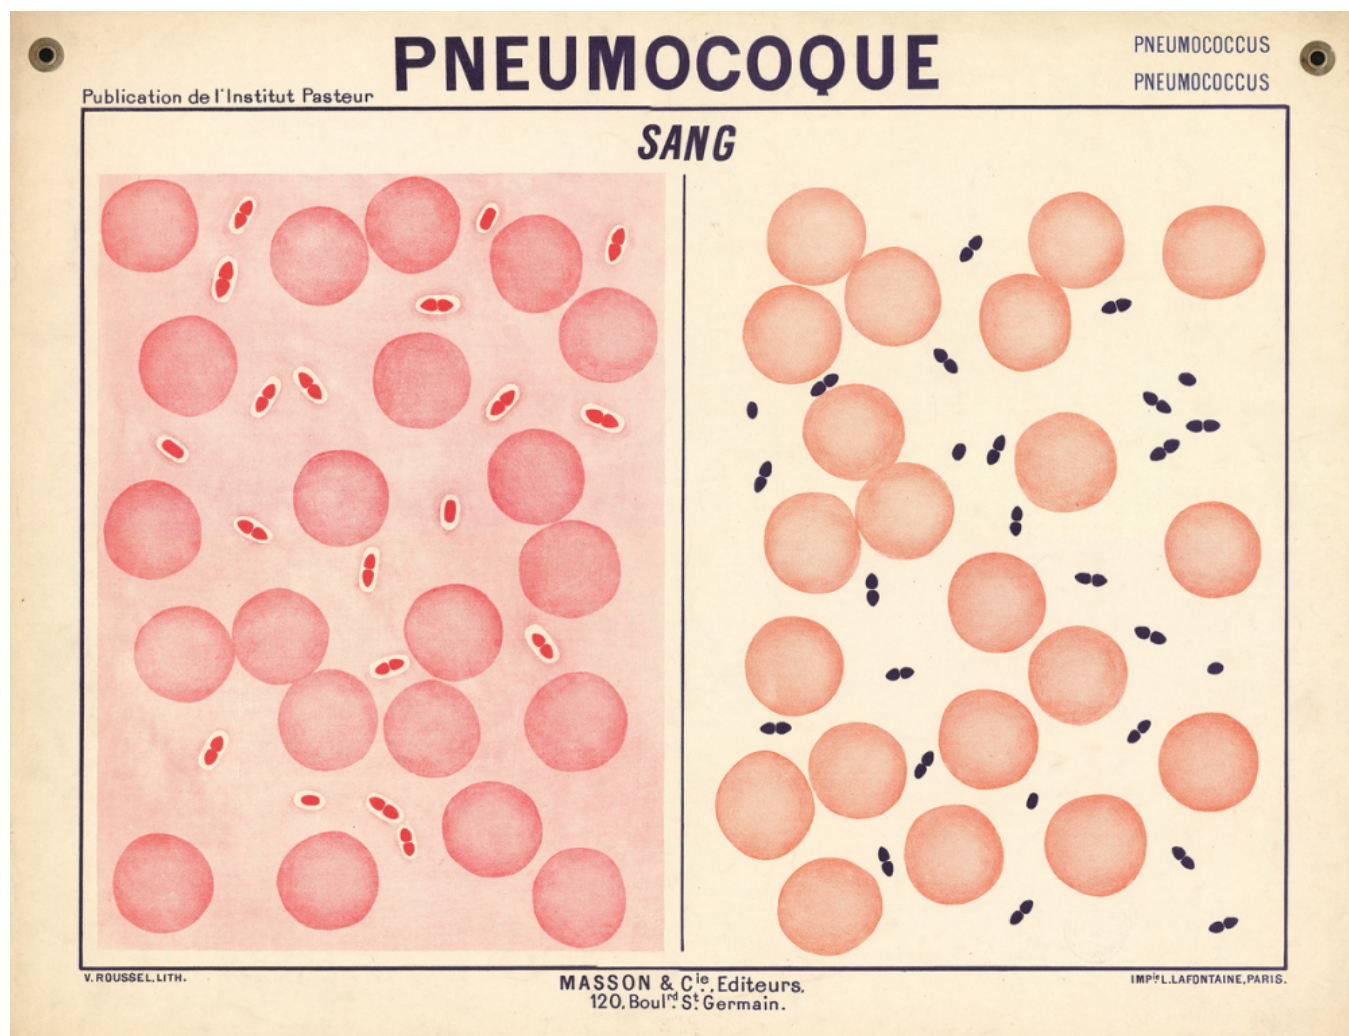 PNEUMOCOQUE
PNEUMOCOCCUS
PNEUMOCOCCUS
Publication de l'Institut Pasteur
SANG
V. ROUSSEL, LITH.
MASSON & Cie., Editeurs.
120, Boulrd St Germain.
IMPie L. LAFONTAINE, PARIS.